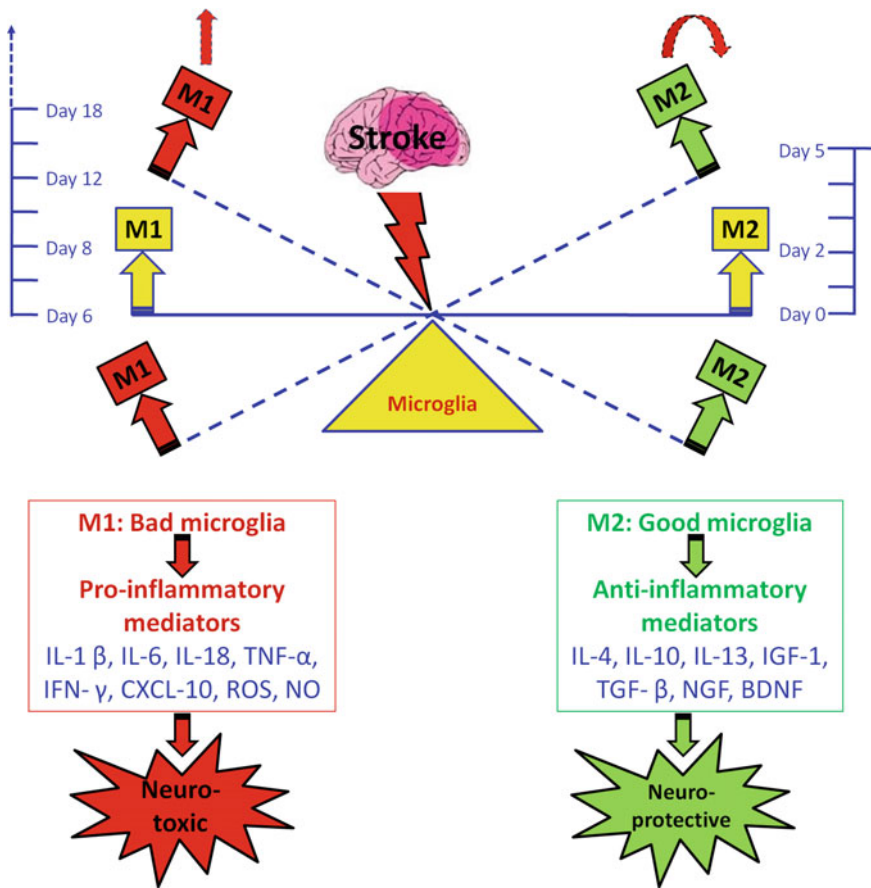 M1
M2
Day 18
Stroke
Day 5
Day 12
M1
M2
Day 8
Day 2
Day 6
Day 0
M1
M2
Microglia
M1: Bad microglia
Pro-inflammatory
mediators
IL-1 β, IL-6, IL-18, TNF-α,
IFN- γ, CXCL-10, ROS, NO
Neuro-
toxic
M2: Good microglia
Anti-inflammatory
mediators
IL-4, IL-10, IL-13, IGF-1,
TGF- β, NGF, BDNF
Neuro-
protective